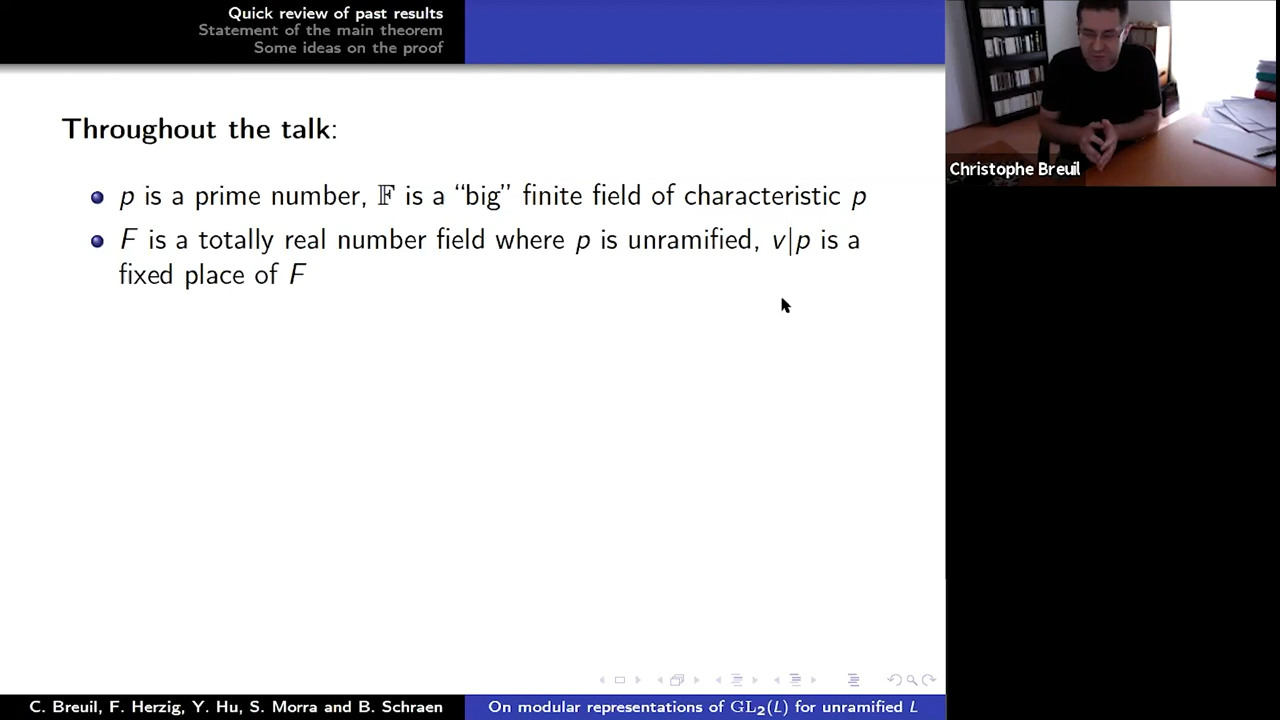 Quick review of past results
Statement of the main theorem
Some ideas on the proof
Throughout the talk:
p is a prime number, 𝔽 is a “big” finite field of characteristic p
F is a totally real number field where p is unramified, v|p is a
fixed place of F
Christophe Breuil
C. Breuil, F. Herzig, Y. Hu, S. Morra and B. Schraen
On modular representations of GL₂(L) for unramified L